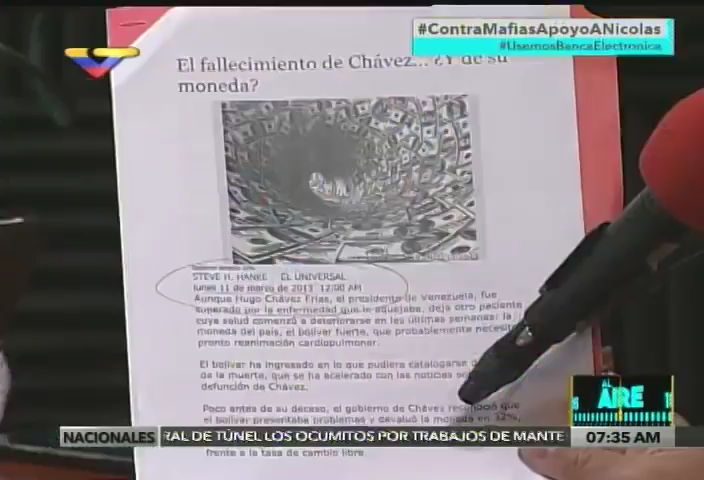 #ContraMafiasApoyoANicolas
#UsemosBancaElectronica
El fallecimiento de Chávez... ¿Y de su
moneda?
STEVE H. HANKE EL UNIVERSAL
lunes 11 de marzo de 2013 12:00 AM
Aunque Hugo Chávez Frías, el presidente de Venezuela, fue
superado por la enfermedad que le aquejaba, deja otro paciente
cuya salud comenzó a deteriorarse en las últimas semanas: la
moneda del país, el bolívar fuerte, que probablemente necesite
pronto reanimación cardiopulmonar.
El bolívar ha ingresado en lo que pudiera catalogarse
de la muerte, que se ha acelerado con las noticias
defunción de Chávez.
Poco antes de su deceso, el gobierno de Chávez reconoció que
el bolívar presentaba problemas y devaluó la moneda en 32%,
frente a la tasa de cambio libre.
AL
AIRE
NACIONALES
RAL DE TÚNEL LOS OCUMITOS POR TRABAJOS DE MANTE
07:35 AM